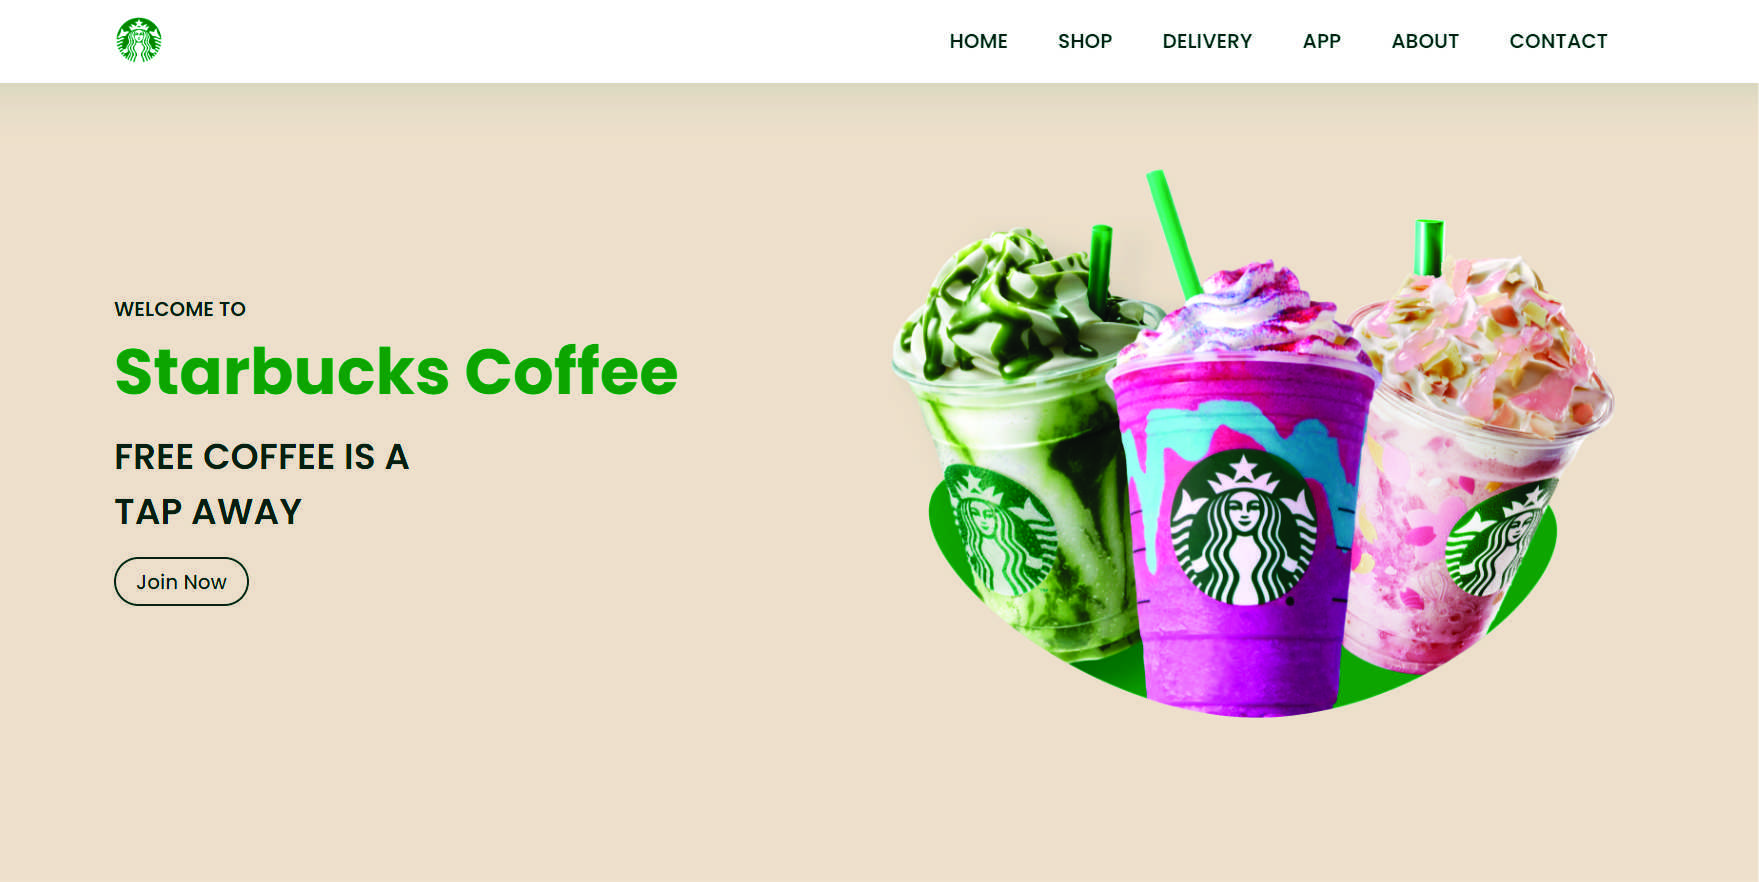 HOME SHOP DELIVERY APP ABOUT CONTACT
WELCOME TO
Starbucks Coffee
FREE COFFEE IS A
TAP AWAY
Join Now